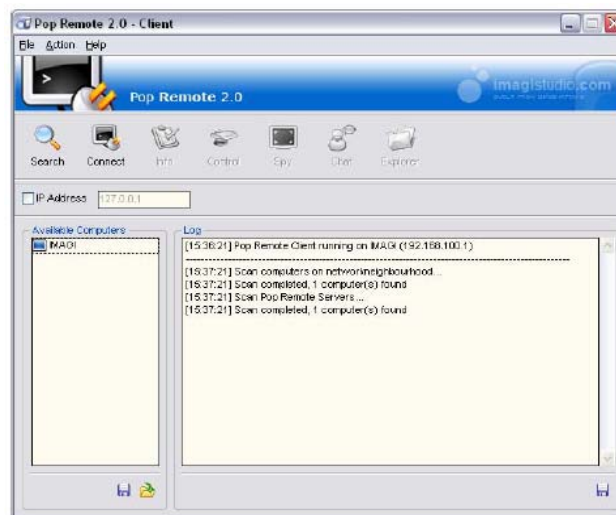 Pop Remote 2.0 - Client
File Action Help
Pop Remote 2.0
imagistudio.com
Search Connect Info Control Spy Chat Explorer
IP Address 127.0.0.1
Available Computers
IMAGI
Log
[15:36:21] Pop Remote Client running on IMAGI (192.168.100.1)
[15:37:21] Scan computers on networkneighbourhood...
[15:37:21] Scan completed, 1 computer(s) found
[15:37:21] Scan Pop Remote Servers...
[15:37:21] Scan completed, 1 computer(s) found